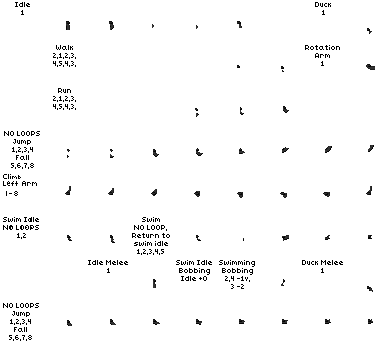 Idle
1
Duck
1
Walk
2,1,2,3,
4,5,4,3,
Rotation
Arm
1
Run
2,1,2,3,
4,5,4,3,
NO LOOPS
Jump
1,2,3,4
Fall
5,6,7,8
Climb
Left Arm
1-8
Swim Idle
NO LOOPS
1,2
Swim
NO LOOP,
Return to
swim idle
1,2,3,4,5
Idle Melee
1
Swim Idle
Bobbing
Idle +0
Swimming
Bobbing
2,4 -1v,
3 -2
Duck Melee
1
NO LOOPS
Jump
1,2,3,4
Fall
5,6,7,8